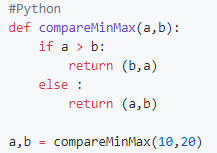 #Python
def compareMinMax(a,b):
    if a > b:
        return (b,a)
    else :
        return (a,b)

a,b = compareMinMax(10,20)